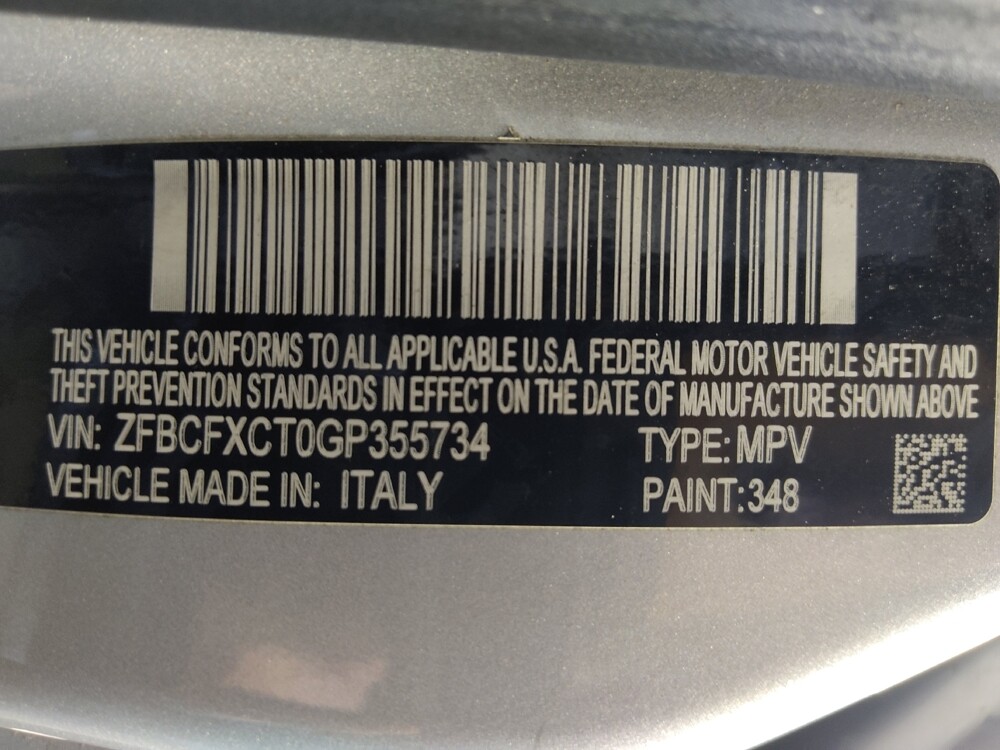 THIS VEHICLE CONFORMS TO ALL APPLICABLE U.S.A. FEDERAL MOTOR VEHICLE SAFETY AND
THEFT PREVENTION STANDARDS IN EFFECT ON THE DATE OF MANUFACTURE SHOWN ABOVE
VIN: ZFBCFXCT0GP355734 TYPE: MPV
VEHICLE MADE IN: ITALY PAINT: 348